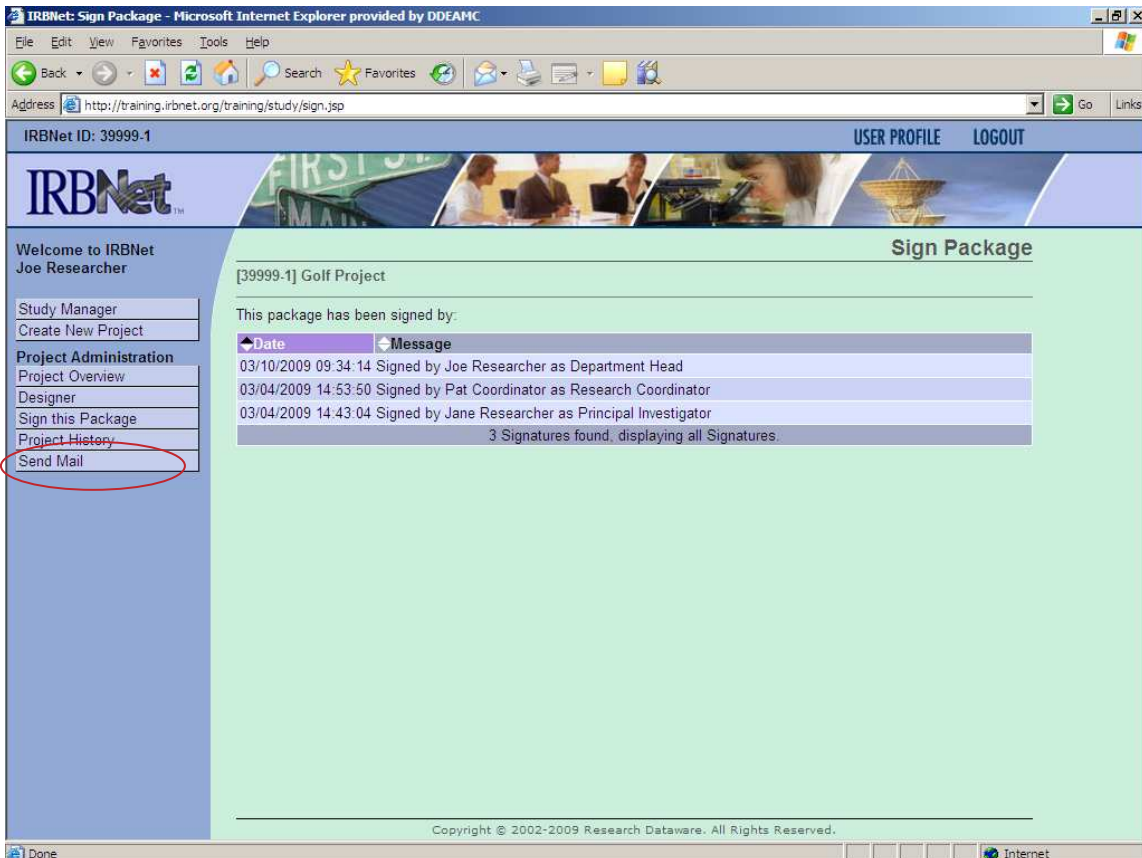 IRBNet: Sign Package - Microsoft Internet Explorer provided by DDEAMC
File Edit View Favorites Tools Help
Back Search Favorites
Address http://training.irbnet.org/training/study/sign.jsp Go Links
IRBNet ID: 39999-1 USER PROFILE LOGOUT
IRBNet™
FIRST ST
MAIN
Welcome to IRBNet
Joe Researcher
Sign Package
[39999-1] Golf Project
Study Manager
Create New Project
Project Administration
Project Overview
Designer
Sign this Package
Project History
Send Mail
This package has been signed by:
Date Message
03/10/2009 09:34:14 Signed by Joe Researcher as Department Head
03/04/2009 14:53:50 Signed by Pat Coordinator as Research Coordinator
03/04/2009 14:43:04 Signed by Jane Researcher as Principal Investigator
3 Signatures found, displaying all Signatures.
Copyright © 2002-2009 Research Dataware. All Rights Reserved.
Done Internet